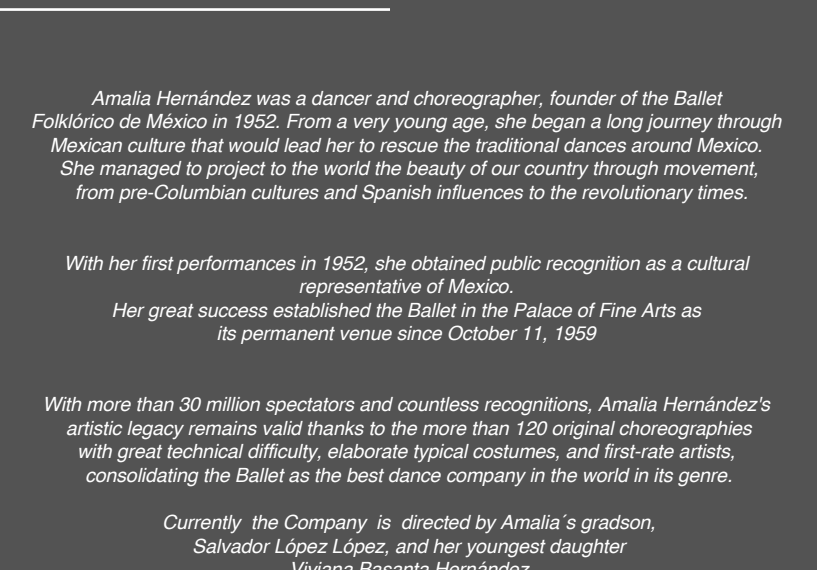 Amalia Hernández was a dancer and choreographer, founder of the Ballet
Folklórico de México in 1952. From a very young age, she began a long journey through
Mexican culture that would lead her to rescue the traditional dances around Mexico.
She managed to project to the world the beauty of our country through movement,
from pre-Columbian cultures and Spanish influences to the revolutionary times.
With her first performances in 1952, she obtained public recognition as a cultural
representative of Mexico.
Her great success established the Ballet in the Palace of Fine Arts as
its permanent venue since October 11, 1959
With more than 30 million spectators and countless recognitions, Amalia Hernández's
artistic legacy remains valid thanks to the more than 120 original choreographies
with great technical difficulty, elaborate typical costumes, and first-rate artists,
consolidating the Ballet as the best dance company in the world in its genre.
Currently the Company is directed by Amalia´s gradson,
Salvador López López, and her youngest daughter
Viviana Basanta Hernández